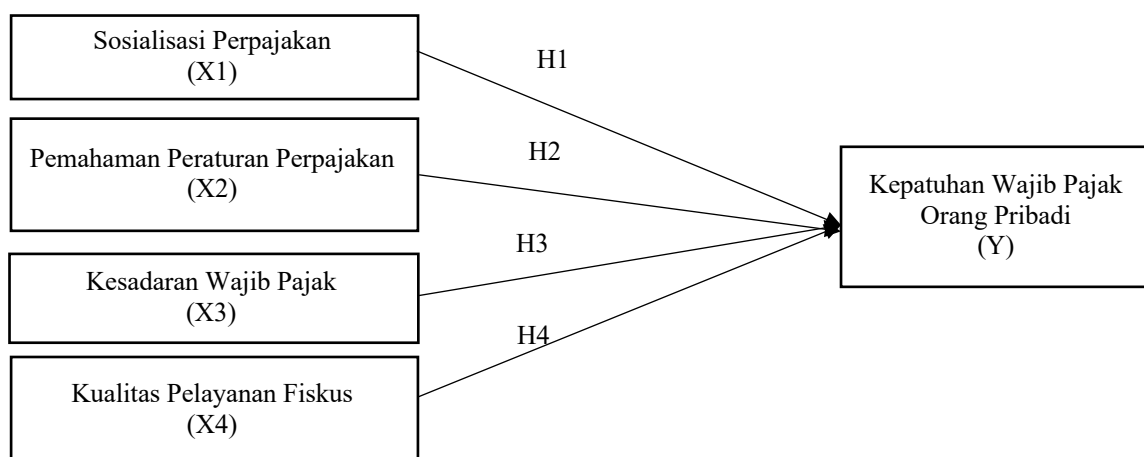 Sosialisasi Perpajakan
(X1)
H1
Pemahaman Peraturan Perpajakan
(X2)
H2
Kesadaran Wajib Pajak
(X3)
H3
Kualitas Pelayanan Fiskus
(X4)
H4
Kepatuhan Wajib Pajak
Orang Pribadi
(Y)